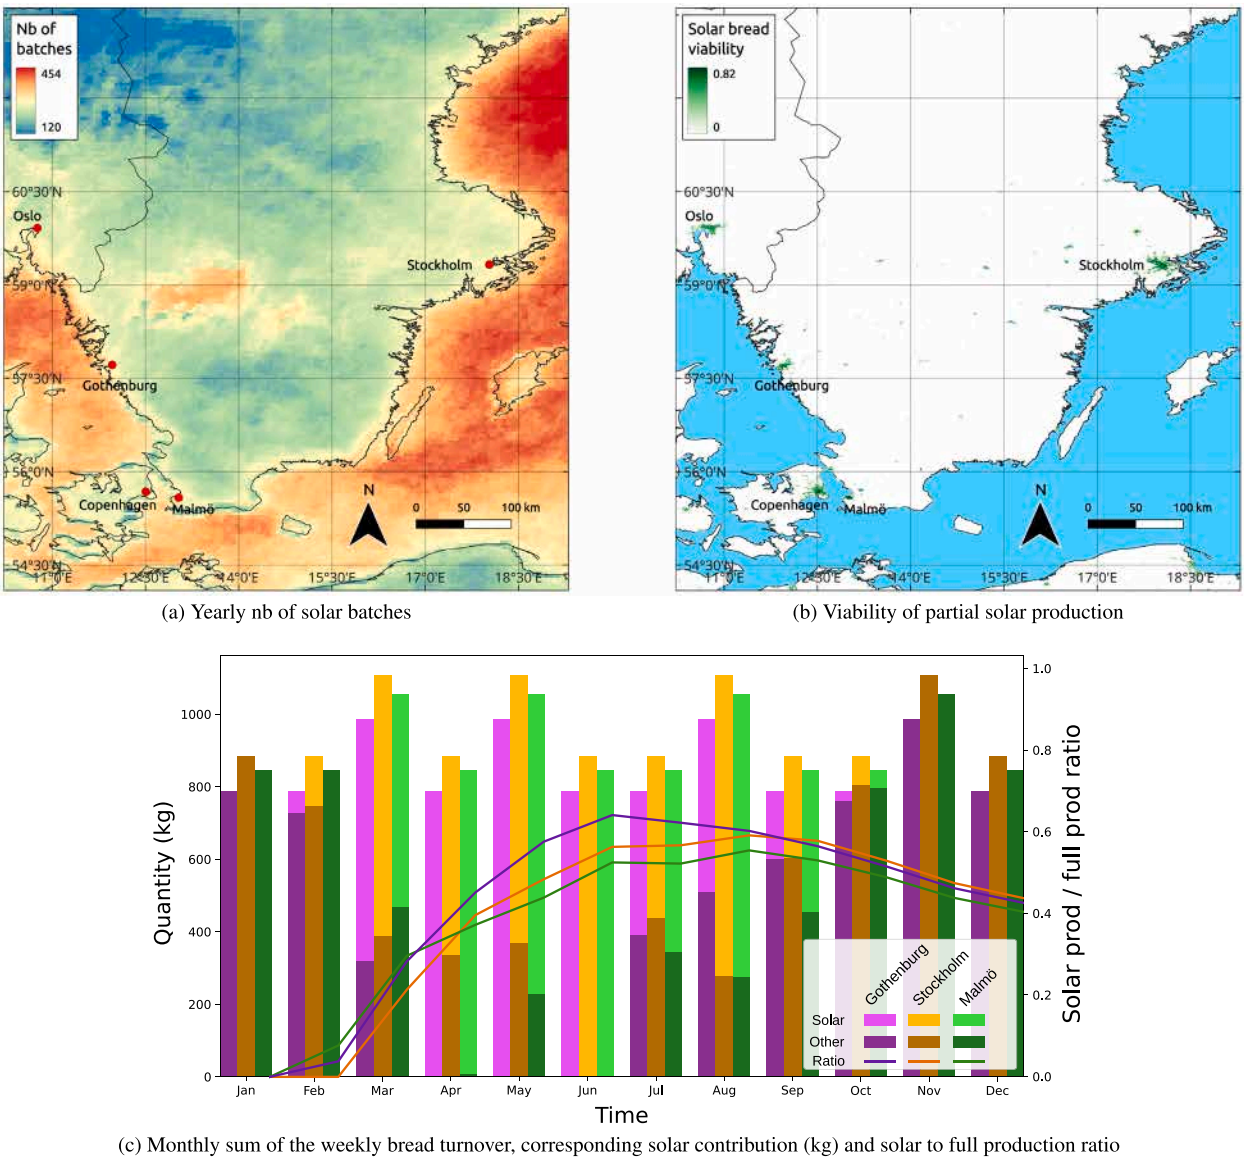 Nb of
batches
454
120
60°30'N
Oslo
Stockholm
59°0'N
57°30'N
Gothenburg
56°0'N
Copenhagen
Malmö
N
0 50 100 km
54°30'N
11°0'E 12°30'E 14°0'E 15°30'E 17°0'E 18°30'E
(a) Yearly nb of solar batches
Solar bread
viability
0.82
0
60°30'N
Oslo
Stockholm
59°0'N
57°30'N
Gothenburg
56°0'N
Copenhagen
Malmö
N
0 50 100 km
54°30'N
11°0'E 12°30'E 14°0'E 15°30'E 17°0'E 18°30'E
(b) Viability of partial solar production
Quantity (kg)
1000
800
600
400
200
0
1.0
0.8
0.6
0.4
0.2
0.0
Solar prod / full prod ratio
Gothenburg
Stockholm
Malmö
Solar
Other
Ratio
Jan Feb Mar Apr May Jun Jul Aug Sep Oct Nov Dec
Time
(c) Monthly sum of the weekly bread turnover, corresponding solar contribution (kg) and solar to full production ratio